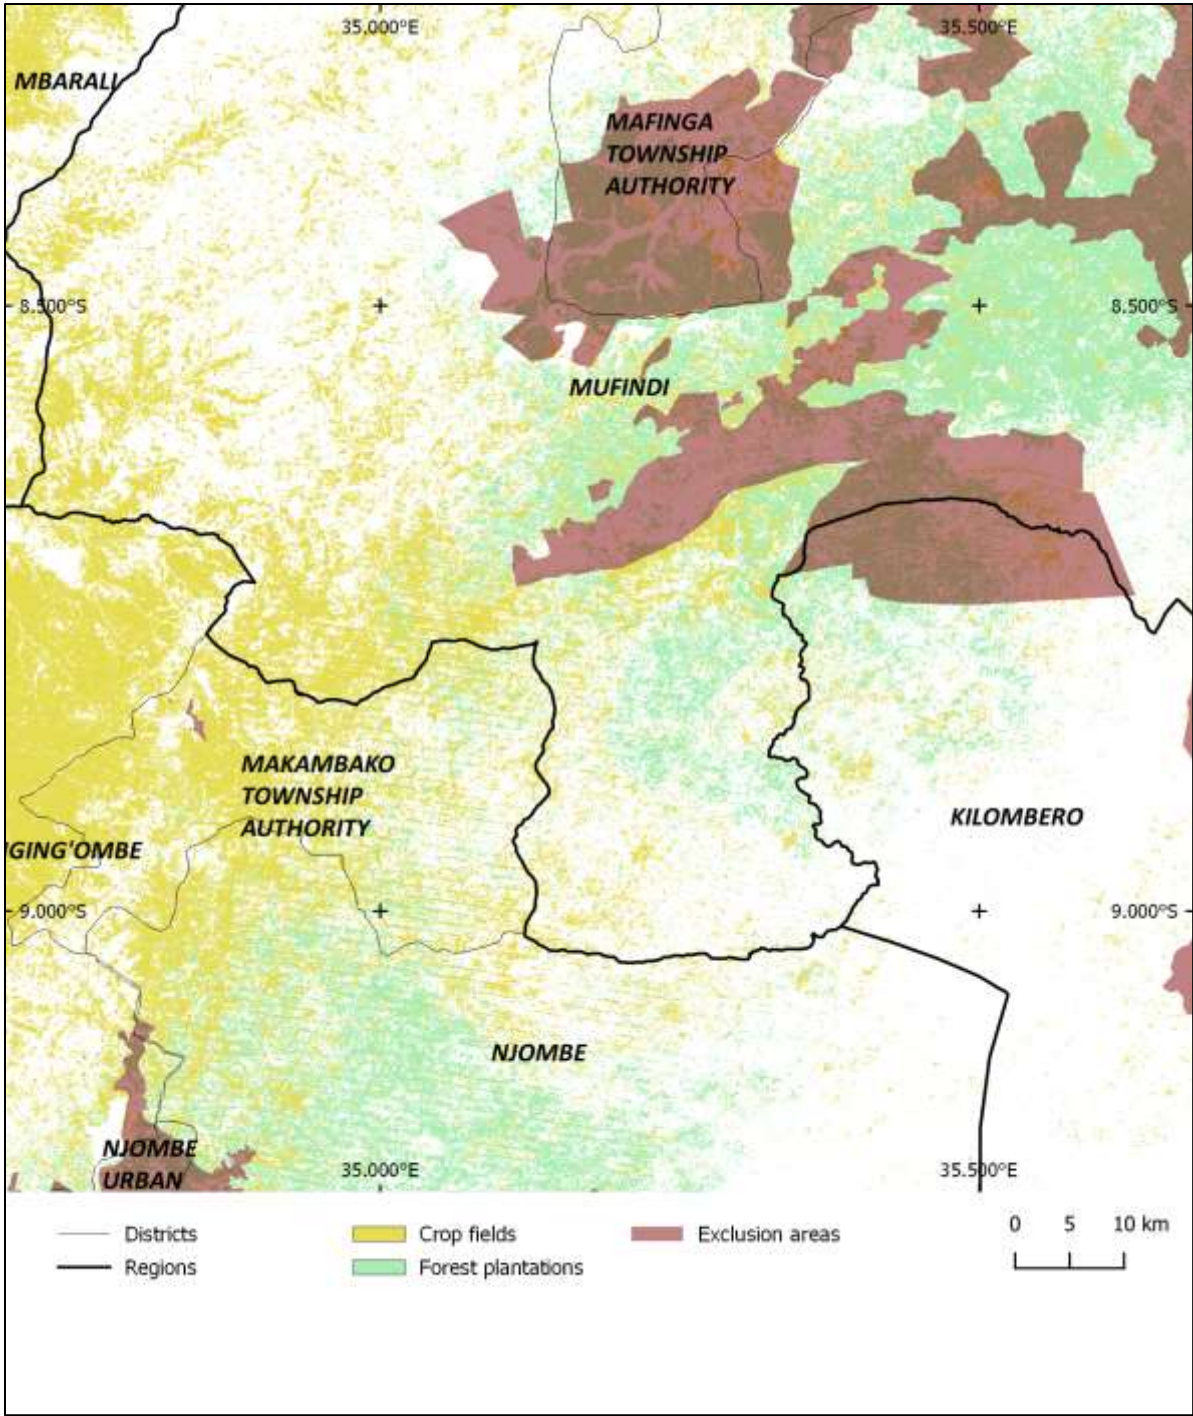 35.000°E
35.500°E
MBARALI
MAFINGA
TOWNSHIP
AUTHORITY
8.500°S
8.500°S
MUFINDI
MAKAMBAKO
TOWNSHIP
AUTHORITY
KILOMBERO
GING'OMBE
9.000°S
9.000°S
NJOMBE
NJOMBE
URBAN
35.000°E
35.500°E
Districts
Regions
Crop fields
Forest plantations
Exclusion areas
0 5 10 km